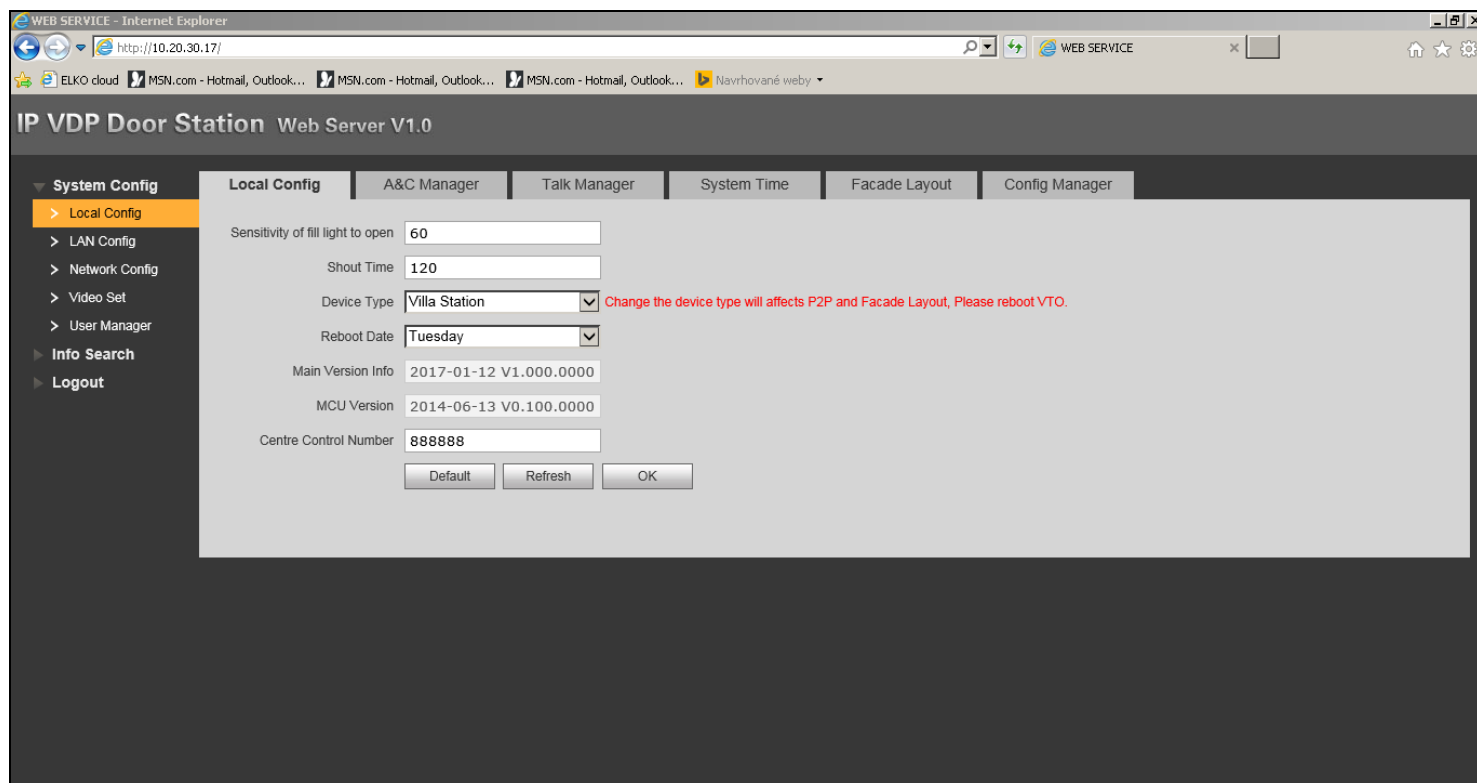 WEB SERVICE - Internet Explorer
http://10.20.30.17/
WEB SERVICE
ELKO cloud MSN.com - Hotmail, Outlook... MSN.com - Hotmail, Outlook... MSN.com - Hotmail, Outlook... Navrhované weby
IP VDP Door Station Web Server V1.0
System Config
Local Config
LAN Config
Network Config
Video Set
User Manager
Info Search
Logout
Local Config A&C Manager Talk Manager System Time Facade Layout Config Manager
Sensitivity of fill light to open 60
Shout Time 120
Device Type Villa Station Change the device type will affects P2P and Facade Layout, Please reboot VTO.
Reboot Date Tuesday
Main Version Info 2017-01-12 V1.000.0000
MCU Version 2014-06-13 V0.100.0000
Centre Control Number 888888
Default Refresh OK